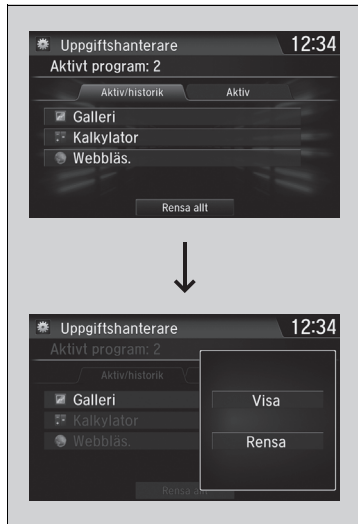 Uppgiftshanterare 12:34
Aktivt program: 2
Aktiv/historik Aktiv
Galleri
Kalkylator
Webbläs.
Rensa allt
Uppgiftshanterare 12:34
Aktivt program: 2
Aktiv/historik
Galleri Visa
Kalkylator
Webbläs. Rensa
Rensa allt